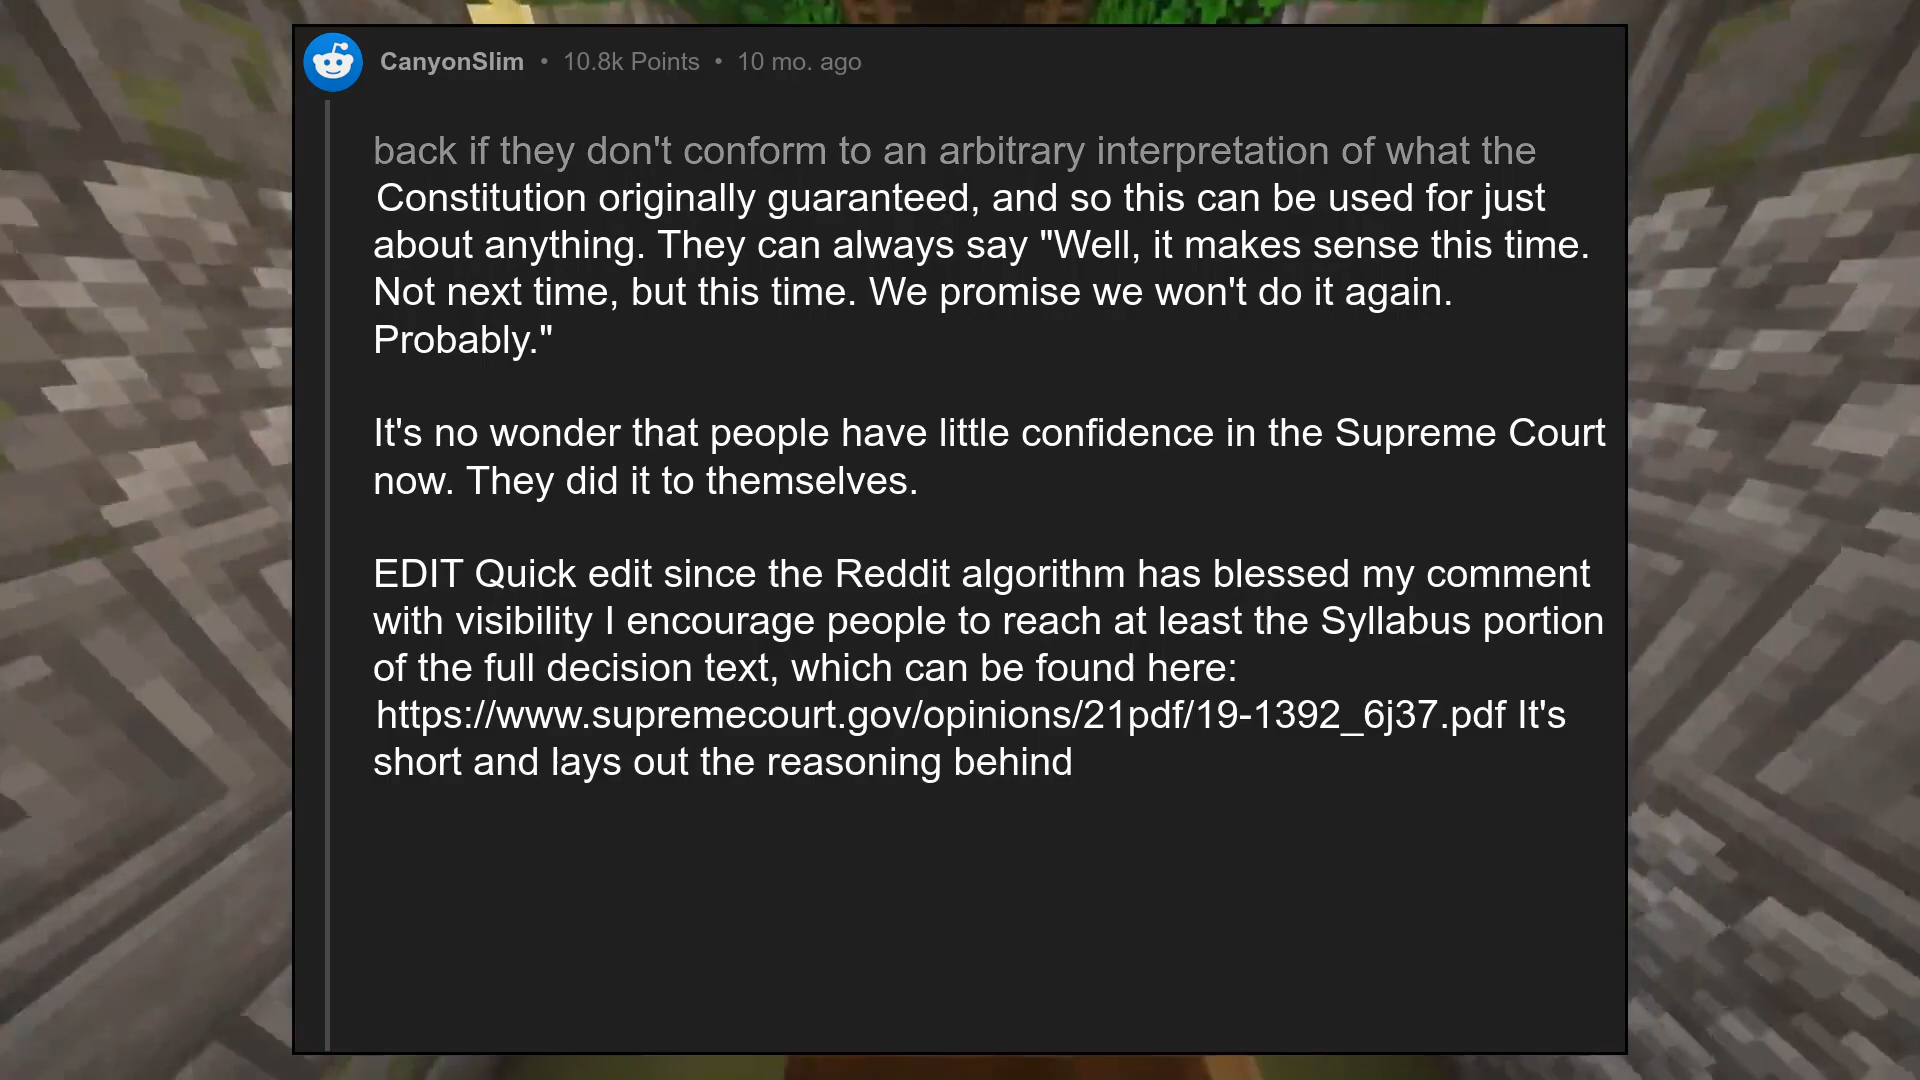 CanyonSlim • 10.8k Points • 10 mo. ago
back if they don't conform to an arbitrary interpretation of what the
Constitution originally guaranteed, and so this can be used for just
about anything. They can always say "Well, it makes sense this time.
Not next time, but this time. We promise we won't do it again.
Probably."
It's no wonder that people have little confidence in the Supreme Court
now. They did it to themselves.
EDIT Quick edit since the Reddit algorithm has blessed my comment
with visibility I encourage people to reach at least the Syllabus portion
of the full decision text, which can be found here:
https://www.supremecourt.gov/opinions/21pdf/19-1392_6j37.pdf It's
short and lays out the reasoning behind